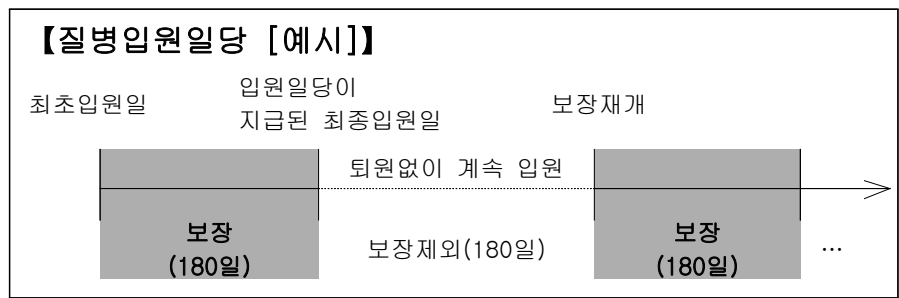 【질병입원일당 [예시]】
최초입원일
입원일당이
지급된 최종입원일
보장재개
퇴원없이 계속 입원
보장
(180일)
보장제외(180일)
보장
(180일)
…